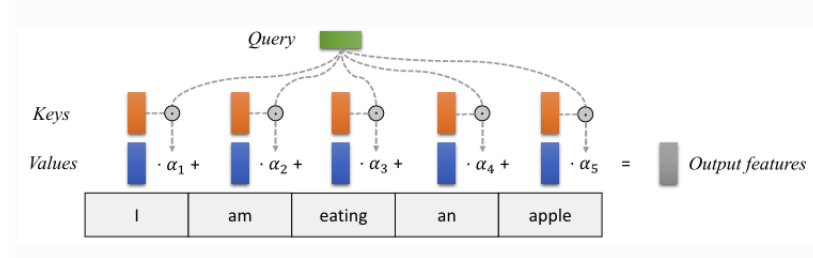 Query
Keys
Values · α₁ + · α₂ + · α₃ + · α₄ + · α₅ = Output features
I am eating an apple